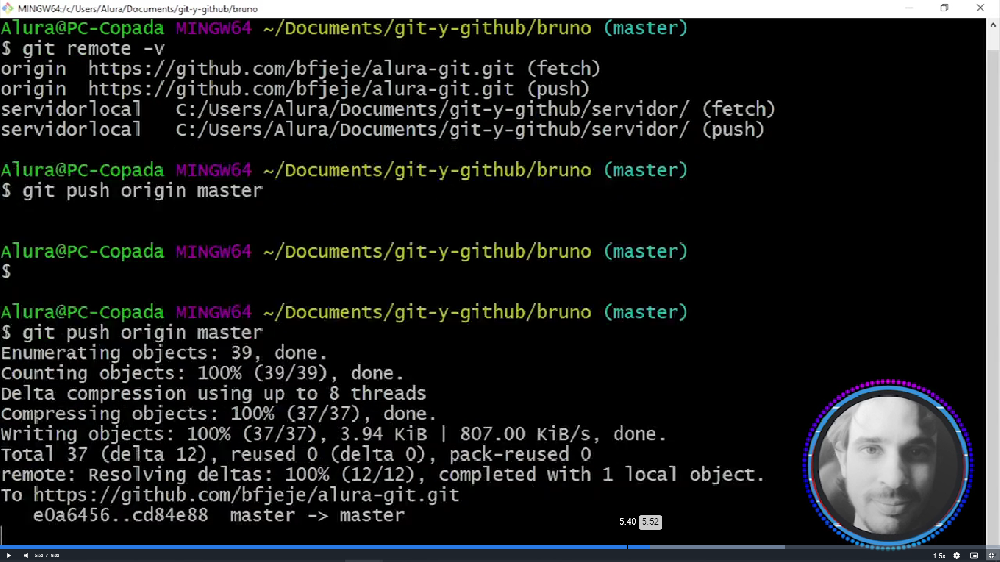 MINGW64:/c/Users/Alura/Documents/git-y-github/bruno
Alura@PC-Copada MINGW64 ~/Documents/git-y-github/bruno (master)
$ git remote -v
origin  https://github.com/bfjeje/alura-git.git (fetch)
origin  https://github.com/bfjeje/alura-git.git (push)
servidorlocal   C:/Users/Alura/Documents/git-y-github/servidor/ (fetch)
servidorlocal   C:/Users/Alura/Documents/git-y-github/servidor/ (push)
Alura@PC-Copada MINGW64 ~/Documents/git-y-github/bruno (master)
$ git push origin master
Alura@PC-Copada MINGW64 ~/Documents/git-y-github/bruno (master)
$
Alura@PC-Copada MINGW64 ~/Documents/git-y-github/bruno (master)
$ git push origin master
Enumerating objects: 39, done.
Counting objects: 100% (39/39), done.
Delta compression using up to 8 threads
Compressing objects: 100% (37/37), done.
Writing objects: 100% (37/37), 3.94 KiB | 807.00 KiB/s, done.
Total 37 (delta 12), reused 0 (delta 0), pack-reused 0
remote: Resolving deltas: 100% (12/12), completed with 1 local object.
To https://github.com/bfjeje/alura-git.git
   e0a6456..cd84e88  master -> master
5:40 5:52
5:52 / 9:02
1.5x